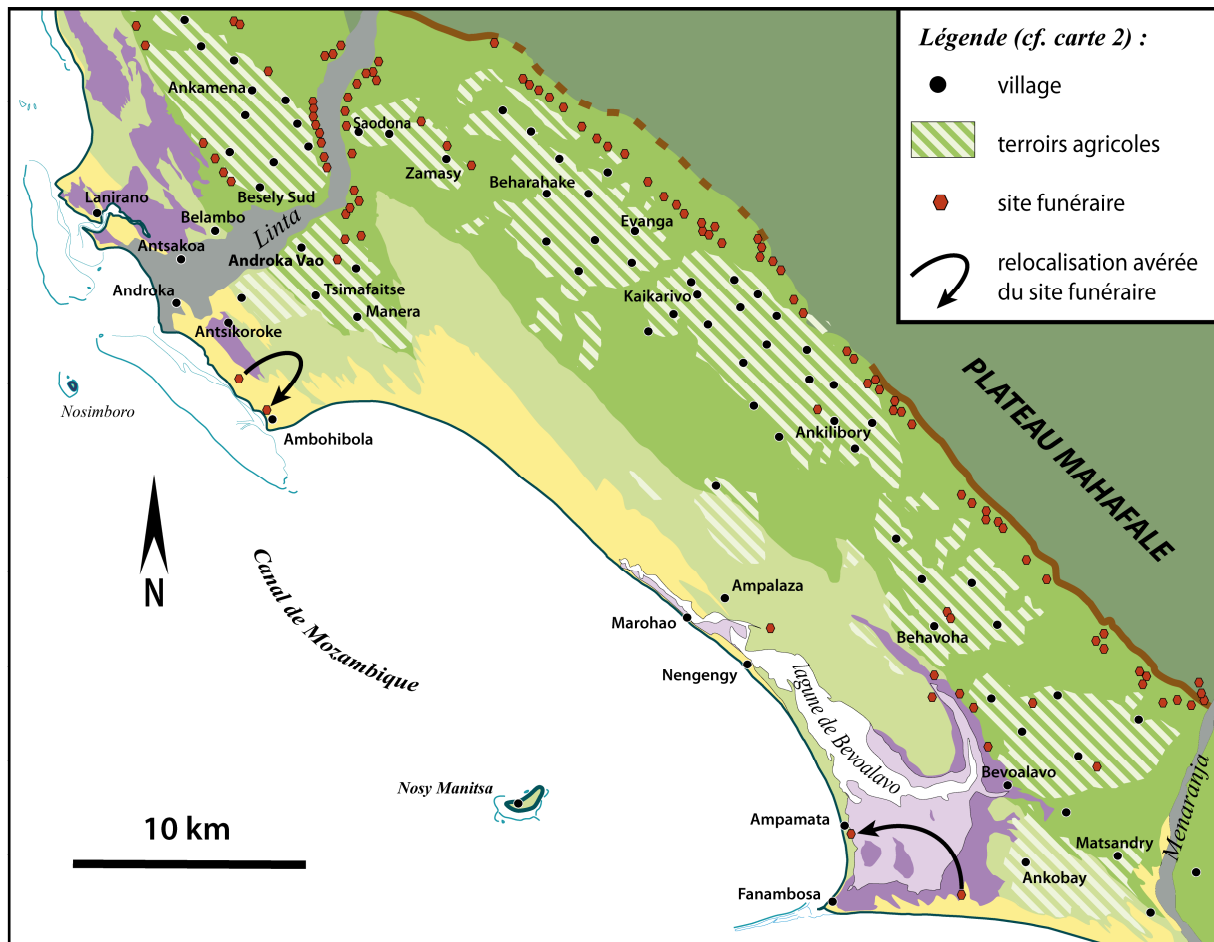 Légende (cf. carte 2) :
village
terroirs agricoles
site funéraire
relocalisation avérée
du site funéraire
Ankamena
Saodona
Zamasy
Beharahake
Besely Sud
Lanirano
Belambo
Linta
Evanga
Antsakoa
Androka Vao
Androka
Tsimafaitse
Kaikarivo
Manera
Antsikoroke
Nosimboro
PLATEAU MAHAFALE
Ambohibola
Ankilibory
N
Canal de Mozambique
Ampalaza
Marohao
Behavoha
Nengengy
lagune de Bevoalavo
Bevoalavo
Menaranja
Nosy Manitsa
10 km
Ampamata
Matsandry
Ankobay
Fanambosa